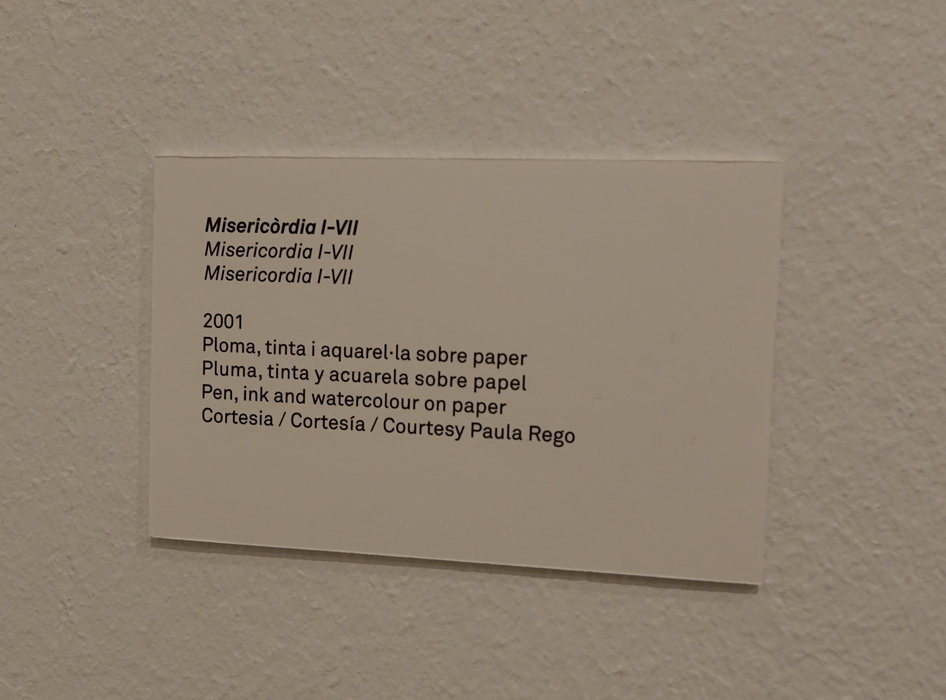 Misericòrdia I-VII
Misericordia I-VII
Misericordia I-VII
2001
Ploma, tinta i aquarel·la sobre paper
Pluma, tinta y acuarela sobre papel
Pen, ink and watercolour on paper
Cortesia / Cortesía / Courtesy Paula Rego